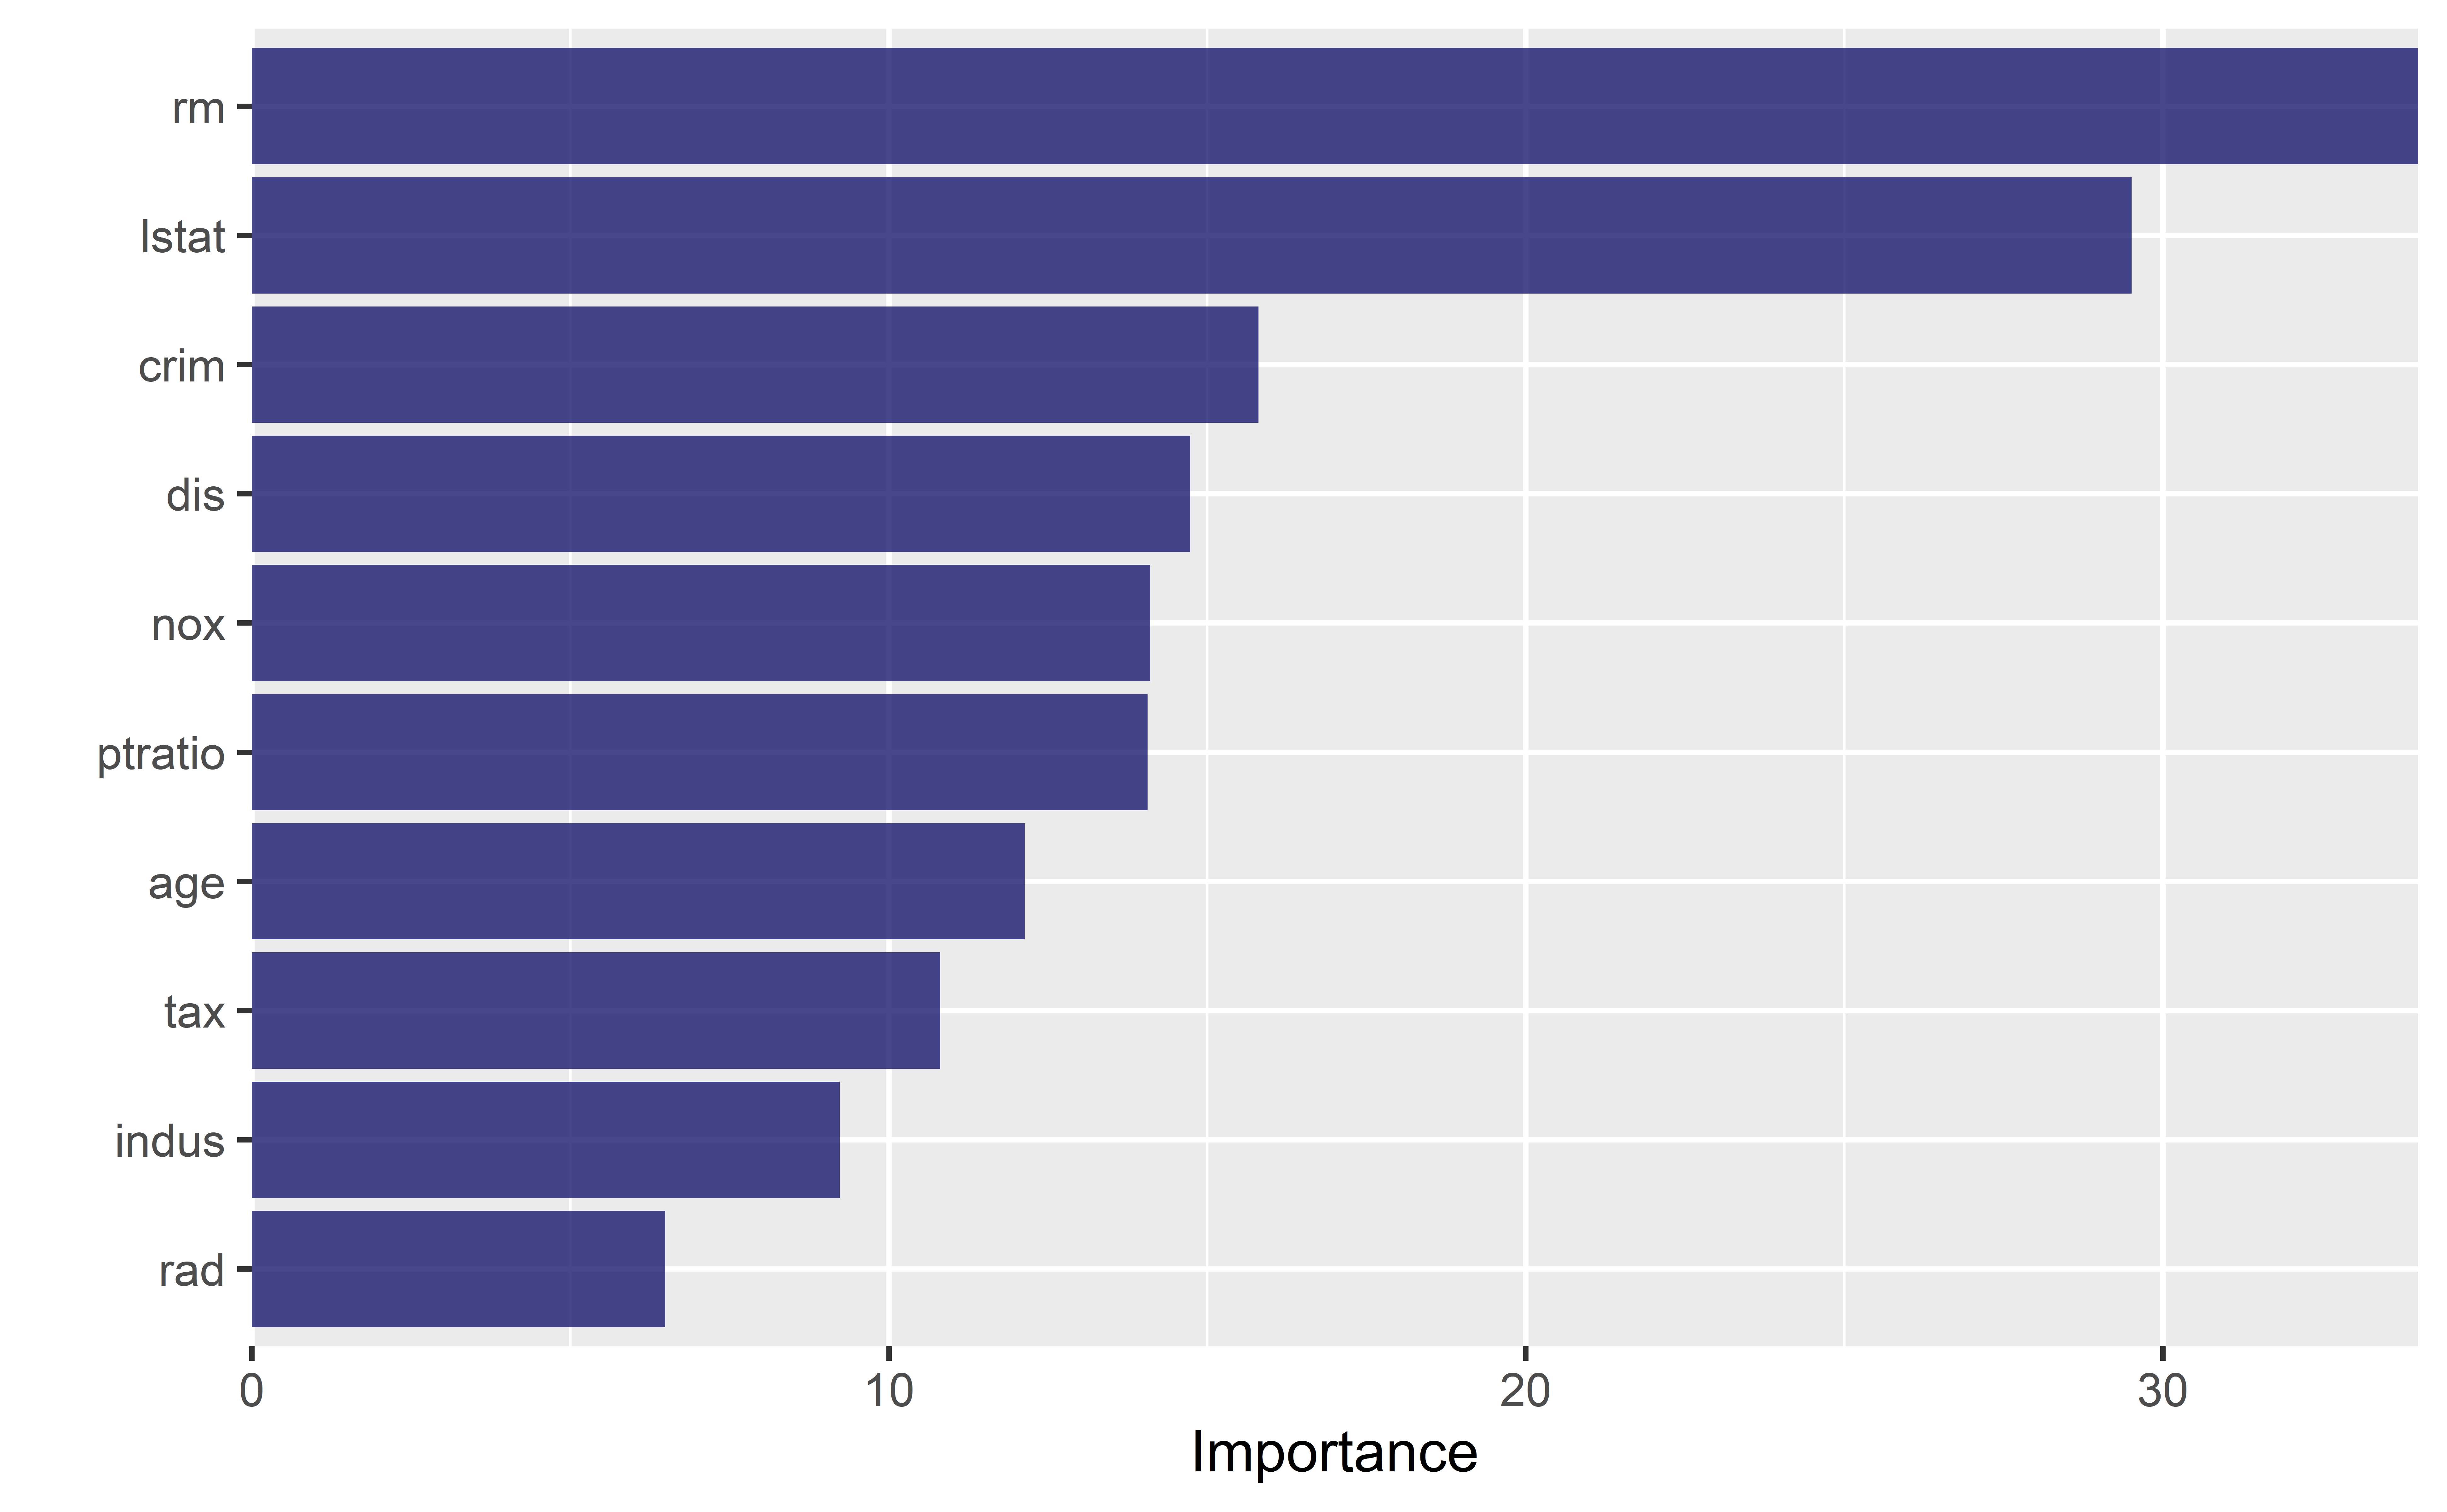 rm
lstat
crim
dis
nox
ptratio
age
tax
indus
rad
0 10 20 30
Importance